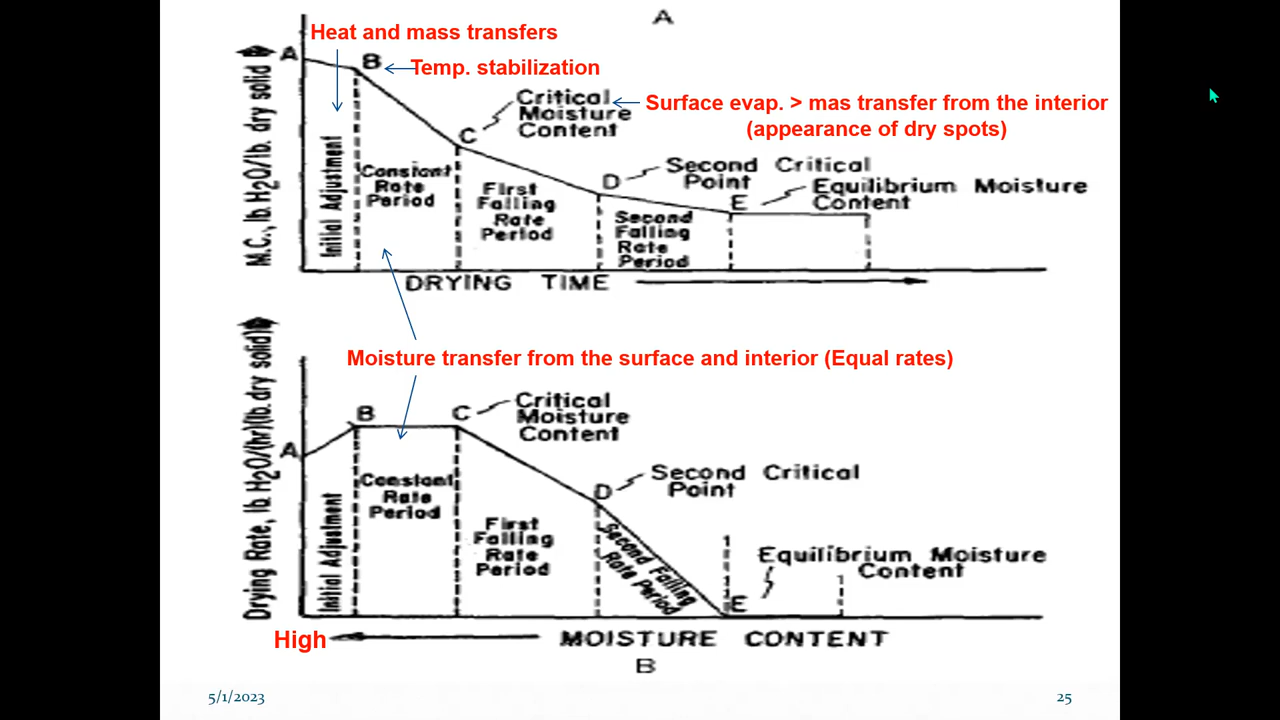 A
Heat and mass transfers
A
B
Temp. stabilization
Critical
Moisture
Content
Surface evap. > mas transfer from the interior
(appearance of dry spots)
C
M.C., lb. H2O/lb. dry solid
Initial Adjustment
Constant
Rate
Period
First
Falling
Rate
Period
D
Second Critical
Point
Second
Falling
Rate
Period
E
Equilibrium Moisture
Content
DRYING TIME
Moisture transfer from the surface and interior (Equal rates)
Drying Rate, lb. H2O/(hr)(lb. dry solid)
A
B
C
Critical
Moisture
Content
Initial Adjustment
Constant
Rate
Period
First
Falling
Rate
Period
D
Second Critical
Point
Second Falling
Rate Period
E
Equilibrium Moisture
Content
High
MOISTURE CONTENT
B
5/1/2023
25